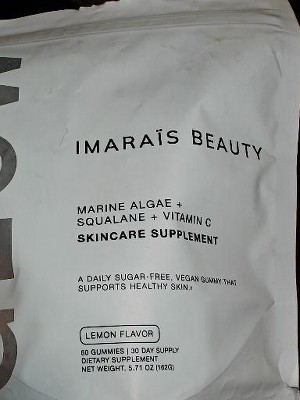 IMARAÏS BEAUTY
MARINE ALGAE +
SQUALANE + VITAMIN C
SKINCARE SUPPLEMENT
A DAILY SUGAR-FREE, VEGAN GUMMY THAT
SUPPORTS HEALTHY SKIN.‡
LEMON FLAVOR
60 GUMMIES | 30 DAY SUPPLY
DIETARY SUPPLEMENT
NET WEIGHT. 5.71 OZ (162G)